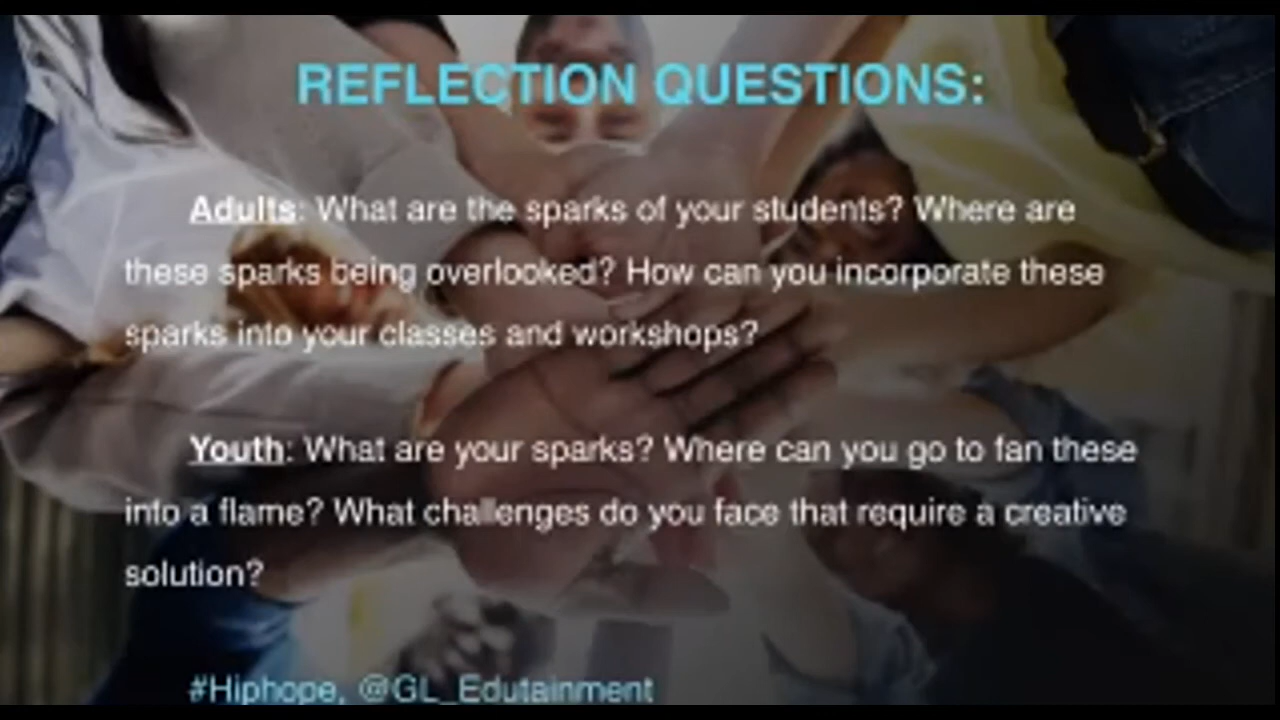 REFLECTION QUESTIONS:
Adults: What are the sparks of your students? Where are
these sparks being overlooked? How can you incorporate these
sparks into your classes and workshops?
Youth: What are your sparks? Where can you go to fan these
into a flame? What challenges do you face that require a creative
solution?
#Hiphope, @GL_Edutainment